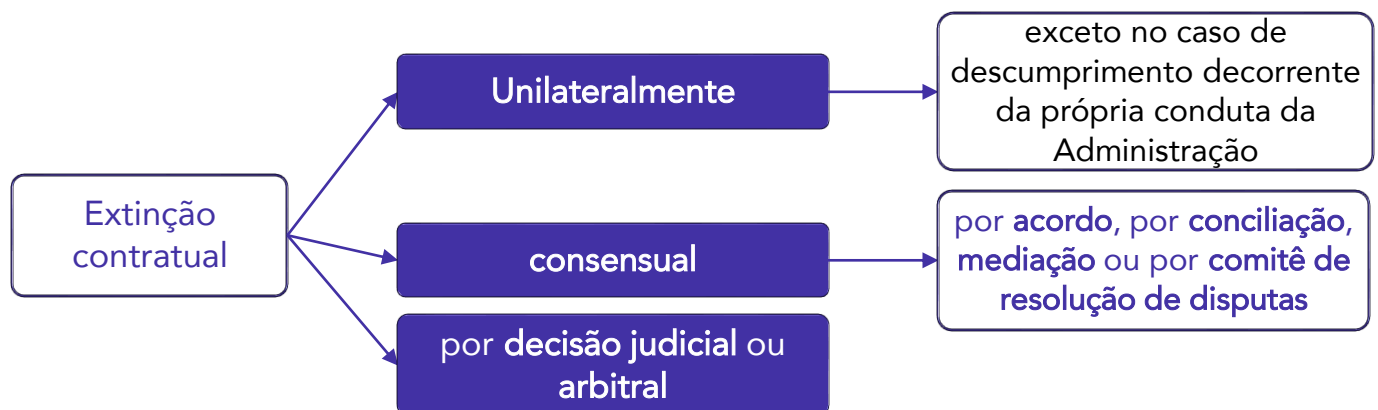 Extinção
contratual
Unilateralmente
exceto no caso de
descumprimento decorrente
da própria conduta da
Administração
consensual
por acordo, por conciliação,
mediação ou por comitê de
resolução de disputas
por decisão judicial ou
arbitral